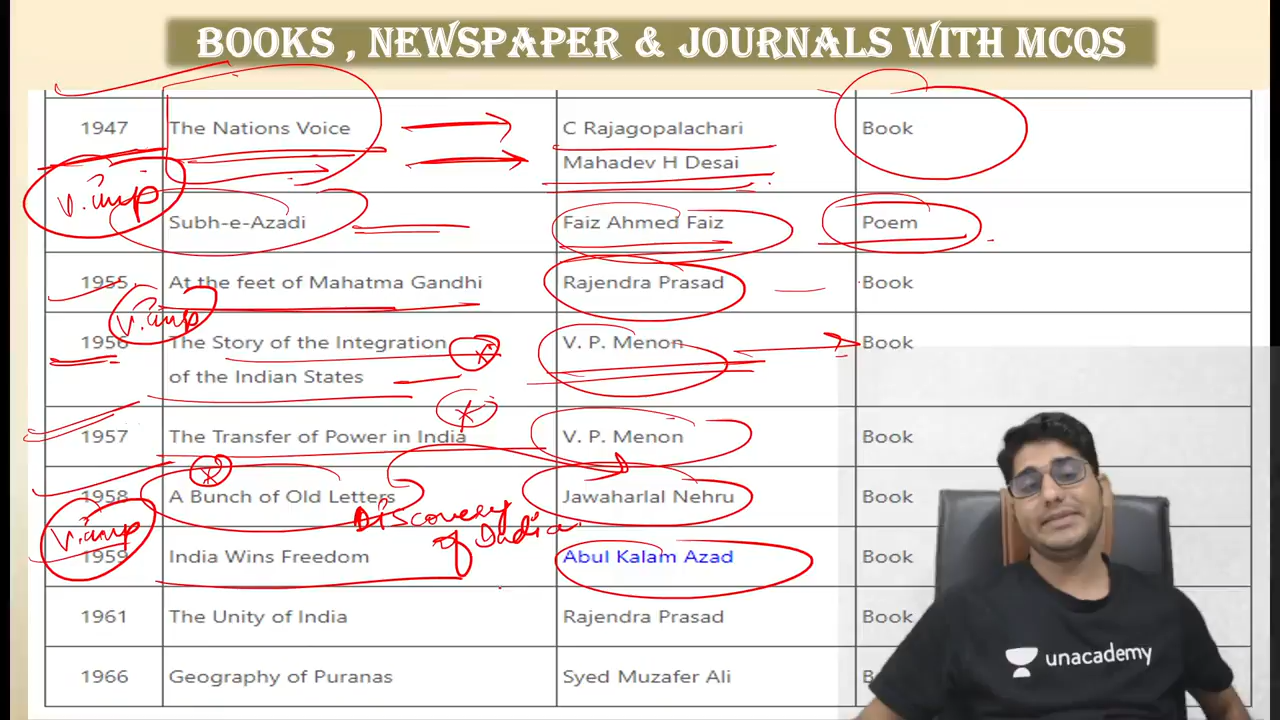 BOOKS , NEWSPAPER & JOURNALS WITH MCQS
1947 The Nations Voice C Rajagopalachari Book
Mahadev H Desai
V. imp
Subh-e-Azadi Faiz Ahmed Faiz Poem
1955 At the feet of Mahatma Gandhi Rajendra Prasad Book
V. imp
1956 The Story of the Integration V. P. Menon Book
of the Indian States
1957 The Transfer of Power in India V. P. Menon Book
1958 A Bunch of Old Letters Jawaharlal Nehru Book
Discovery
of India
V. imp
1959 India Wins Freedom Abul Kalam Azad Book
1961 The Unity of India Rajendra Prasad Book
1966 Geography of Puranas Syed Muzafer Ali
unacademy